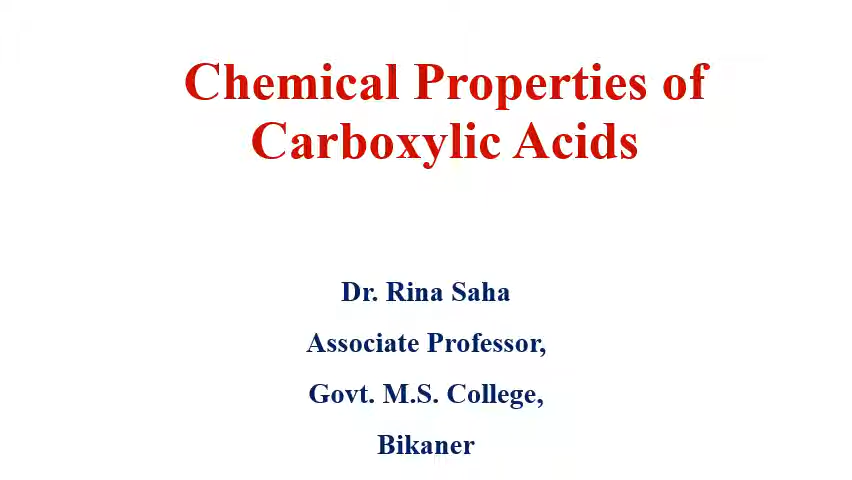 Chemical Properties of
Carboxylic Acids
Dr. Rina Saha
Associate Professor,
Govt. M.S. College,
Bikaner